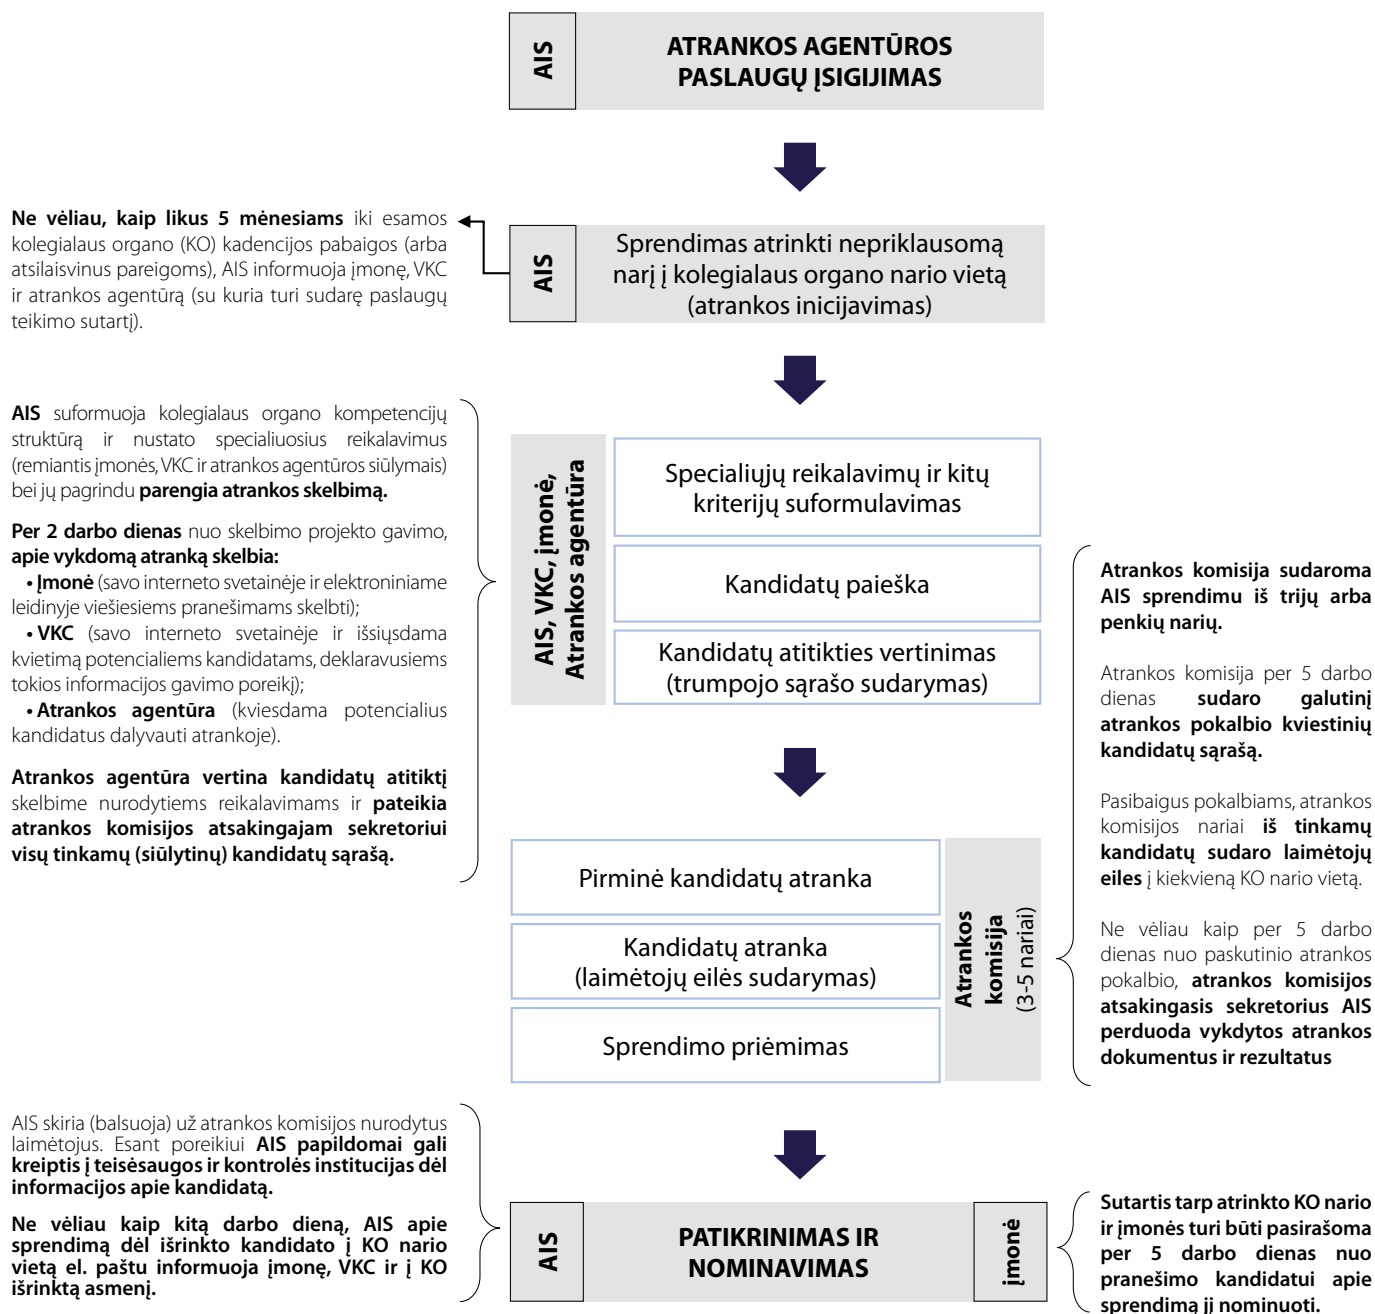 AIS
ATRANKOS AGENTŪROS
PASLAUGŲ ĮSIGIJIMAS
Ne vėliau, kaip likus 5 mėnesiams iki esamos
kolegialaus organo (KO) kadencijos pabaigos (arba
atsilaisvinus pareigoms), AIS informuoja įmonę, VKC
ir atrankos agentūrą (su kuria turi sudarę paslaugų
teikimo sutartį).
AIS
Sprendimas atrinkti nepriklausomą
narį į kolegialaus organo nario vietą
(atrankos inicijavimas)
AIS suformuoja kolegialaus organo kompetencijų
struktūrą ir nustato specialiuosius reikalavimus
(remiantis įmonės, VKC ir atrankos agentūros siūlymais)
bei jų pagrindu parengia atrankos skelbimą.
Per 2 darbo dienas nuo skelbimo projekto gavimo,
apie vykdomą atranką skelbia:
• Įmonė (savo interneto svetainėje ir elektroniniame
leidinyje viešiesiems pranešimams skelbti);
• VKC (savo interneto svetainėje ir išsiųsdama
kvietimą potencialiems kandidatams, deklaravusiems
tokios informacijos gavimo poreikį);
• Atrankos agentūra (kviesdama potencialius
kandidatus dalyvauti atrankoje).
Atrankos agentūra vertina kandidatų atitiktį
skelbime nurodytiems reikalavimams ir pateikia
atrankos komisijos atsakingajam sekretoriui
visų tinkamų (siūlytinų) kandidatų sąrašą.
AIS, VKC, įmonė,
Atrankos agentūra
Specialiųjų reikalavimų ir kitų
kriterijų suformulavimas
Kandidatų paieška
Kandidatų atitikties vertinimas
(trumpojo sąrašo sudarymas)
Pirminė kandidatų atranka
Kandidatų atranka
(laimėtojų eilės sudarymas)
Sprendimo priėmimas
Atrankos
komisija
(3-5 nariai)
Atrankos komisija sudaroma
AIS sprendimu iš trijų arba
penkių narių.
Atrankos komisija per 5 darbo
dienas sudaro galutinį
atrankos pokalbio kviestinių
kandidatų sąrašą.
Pasibaigus pokalbiams, atrankos
komisijos nariai iš tinkamų
kandidatų sudaro laimėtojų
eiles į kiekvieną KO nario vietą.
Ne vėliau kaip per 5 darbo
dienas nuo paskutinio atrankos
pokalbio, atrankos komisijos
atsakingasis sekretorius AIS
perduoda vykdytos atrankos
dokumentus ir rezultatus
AIS skiria (balsuoja) už atrankos komisijos nurodytus
laimėtojus. Esant poreikiui AIS papildomai gali
kreiptis į teisėsaugos ir kontrolės institucijas dėl
informacijos apie kandidatą.
Ne vėliau kaip kitą darbo dieną, AIS apie
sprendimą dėl išrinkto kandidato į KO nario
vietą el. paštu informuoja įmonę, VKC ir į KO
išrinktą asmenį.
AIS
PATIKRINIMAS IR
NOMINAVIMAS
įmonė
Sutartis tarp atrinkto KO nario
ir įmonės turi būti pasirašoma
per 5 darbo dienas nuo
pranešimo kandidatui apie
sprendimą jį nominuoti.